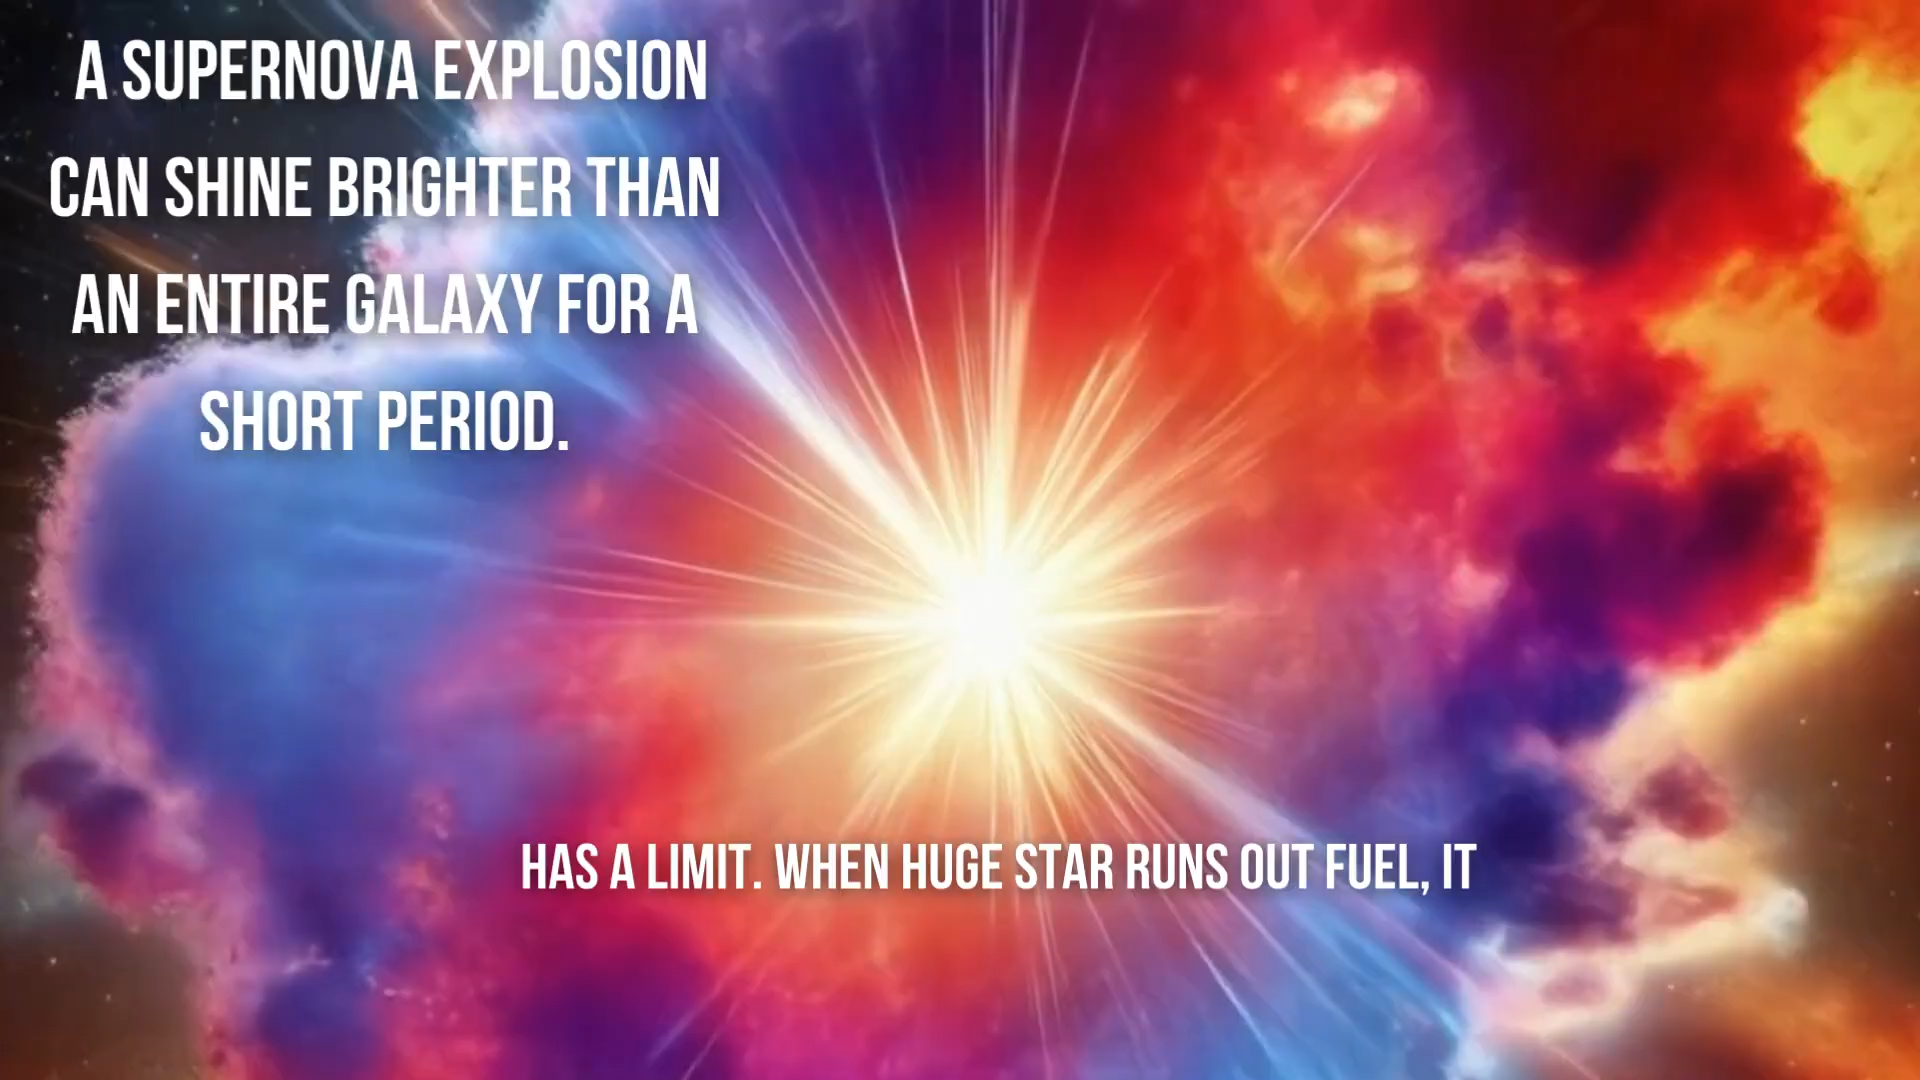 A SUPERNOVA EXPLOSION
CAN SHINE BRIGHTER THAN
AN ENTIRE GALAXY FOR A
SHORT PERIOD.
HAS A LIMIT. WHEN HUGE STAR RUNS OUT FUEL, IT